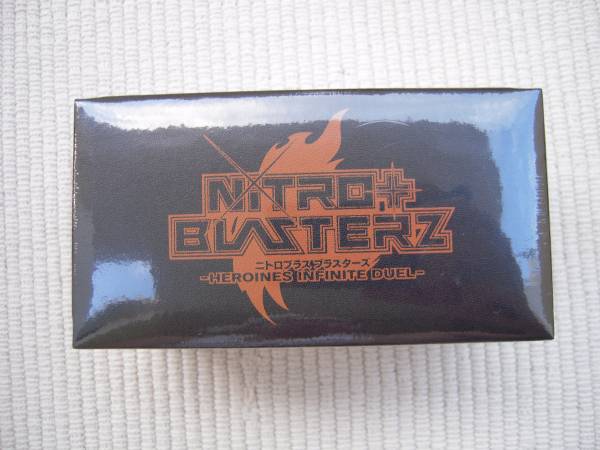 NITRO+
BLASTERZ
ニトロプラス ブラスターズ
-HEROINES INFINITE DUEL-